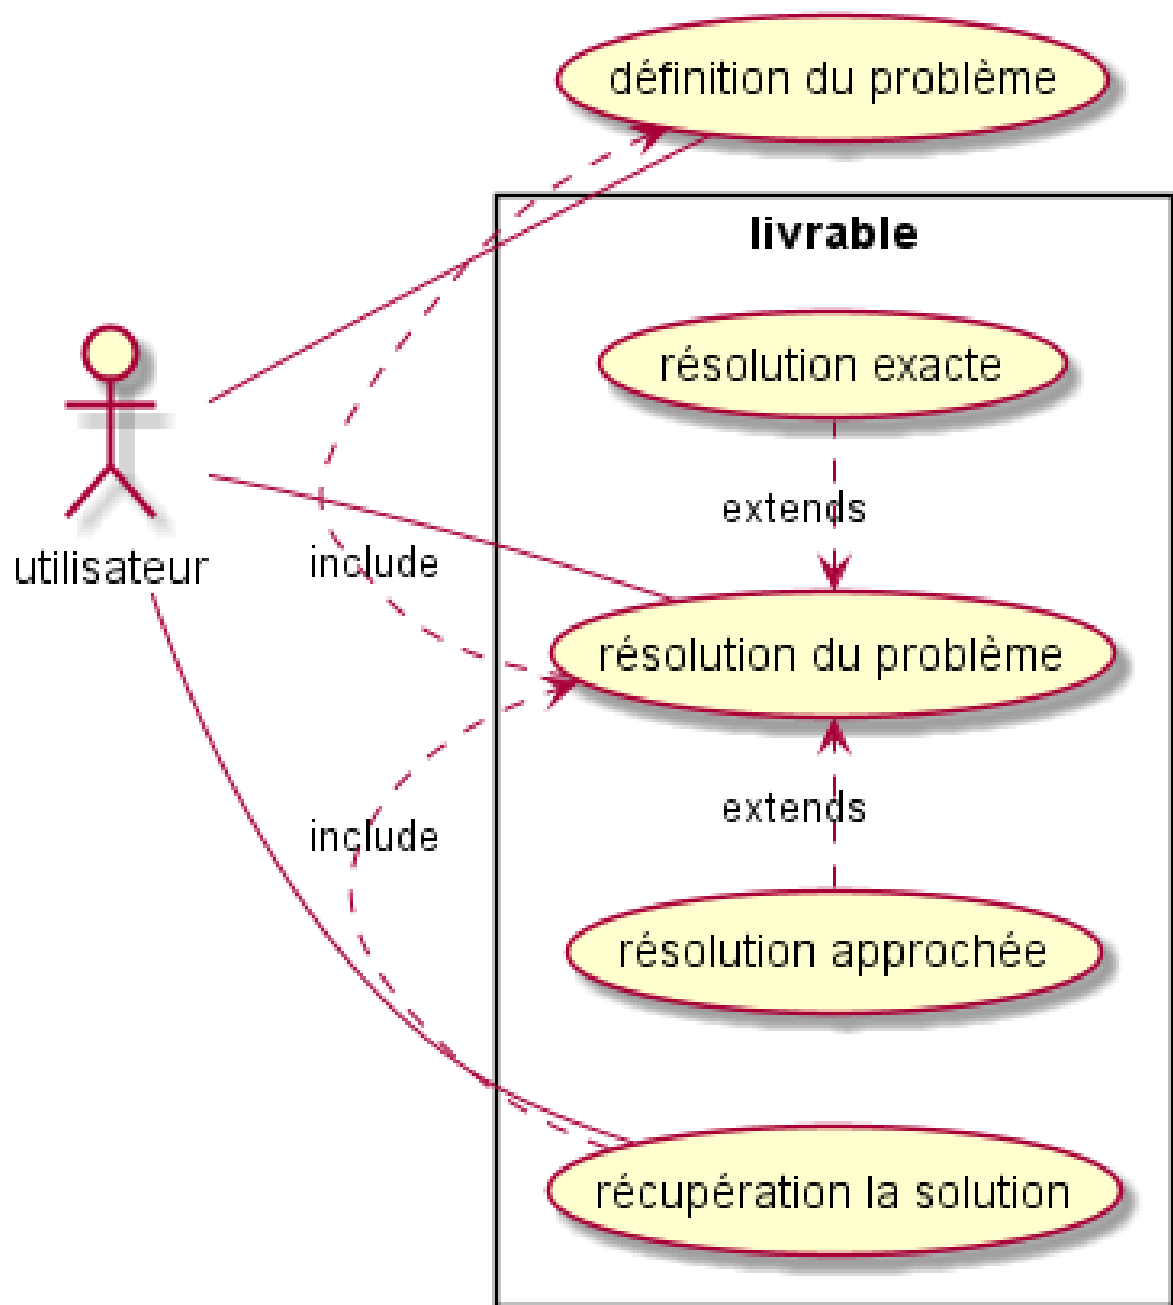 définition du problème
livrable
résolution exacte
extends
utilisateur
include
résolution du problème
extends
include
résolution approchée
récupération la solution